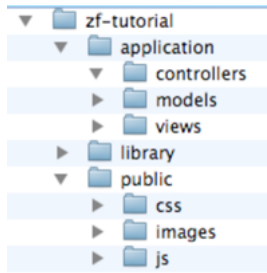 zf-tutorial
application
controllers
models
views
library
public
css
images
js